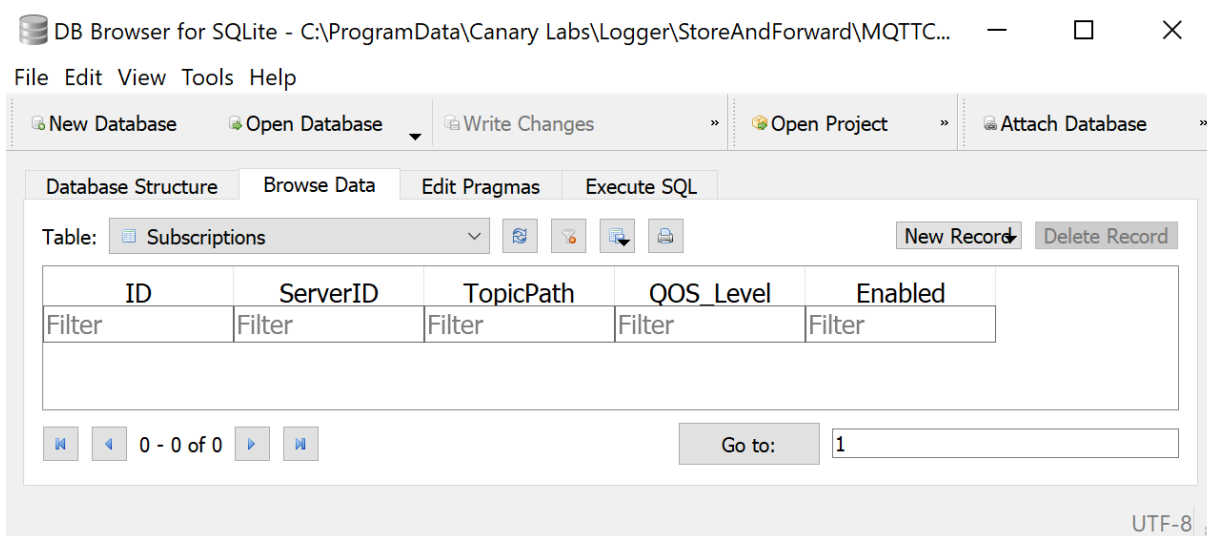 DB Browser for SQLite - C:\ProgramData\Canary Labs\Logger\StoreAndForward\MQTTC...
File Edit View Tools Help
New Database Open Database Write Changes » Open Project » Attach Database »
Database Structure Browse Data Edit Pragmas Execute SQL
Table: Subscriptions New Record Delete Record
ID ServerID TopicPath QOS_Level Enabled
Filter Filter Filter Filter Filter
0 - 0 of 0 Go to: 1
UTF-8